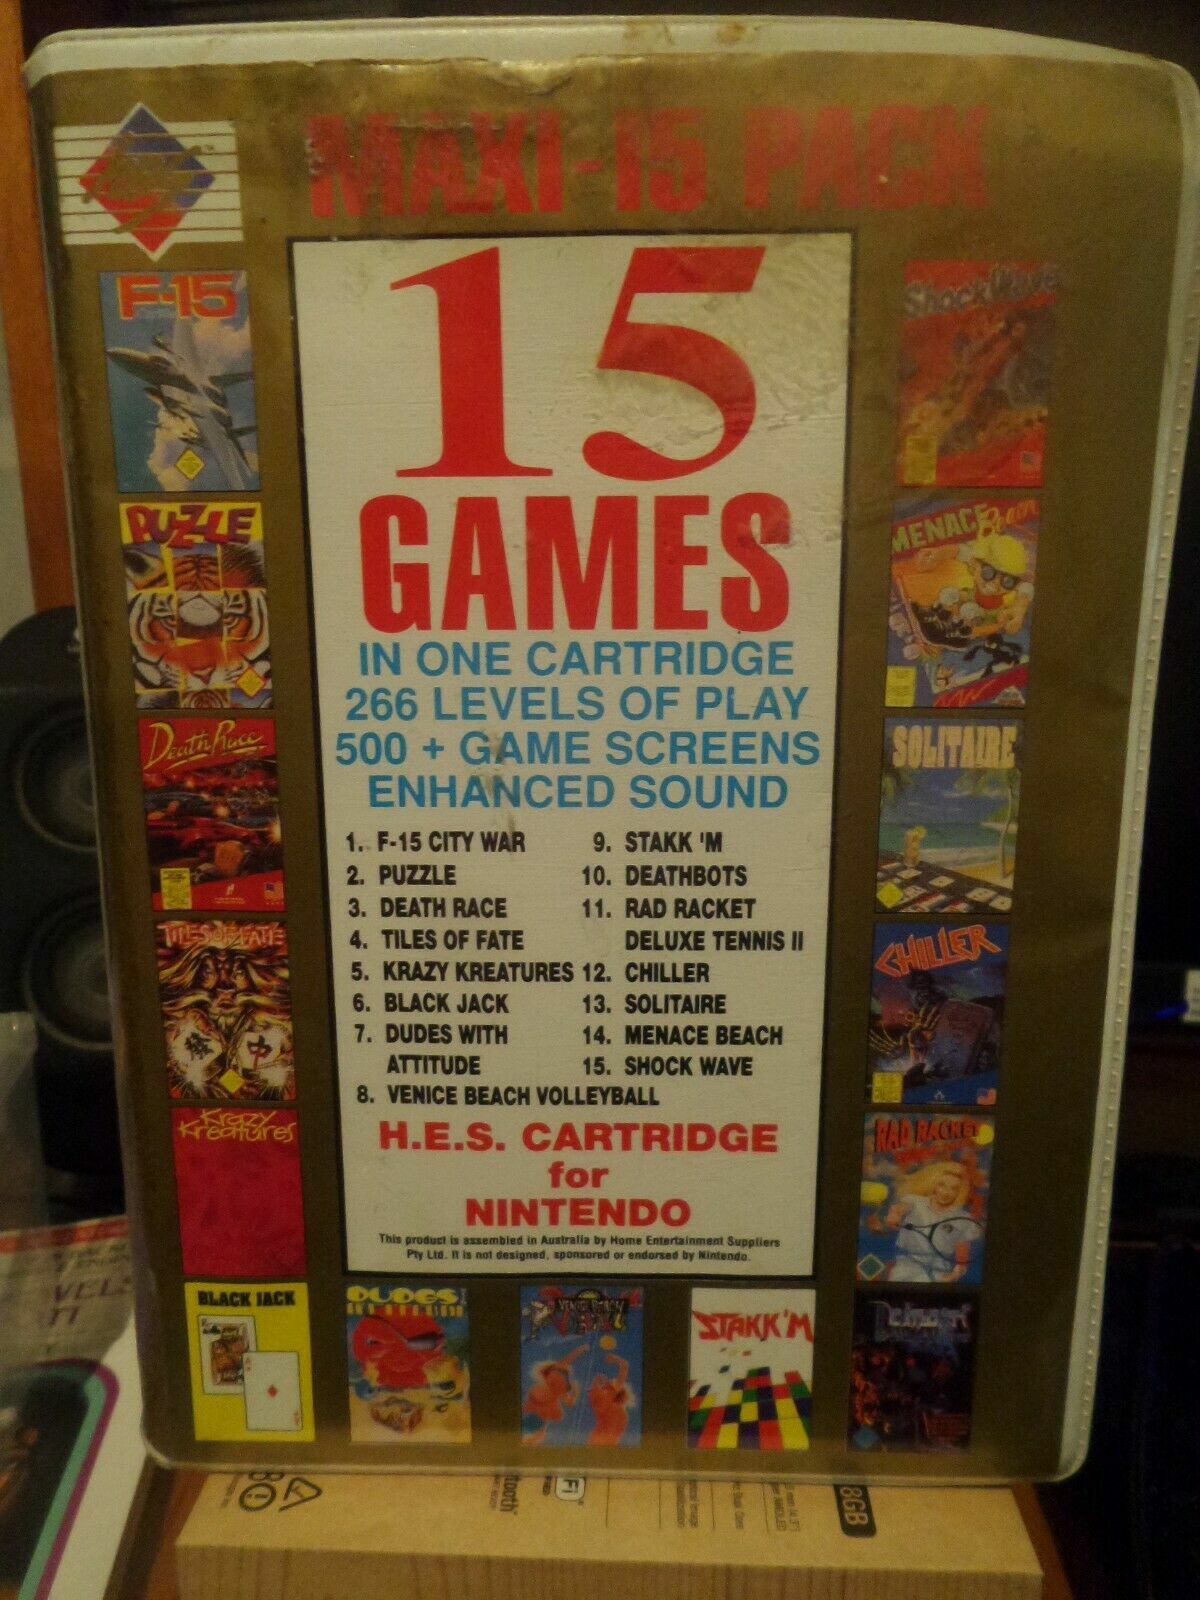 MAXI-15 PACK
15
GAMES
IN ONE CARTRIDGE
266 LEVELS OF PLAY
500 + GAME SCREENS
ENHANCED SOUND
1. F-15 CITY WAR
2. PUZZLE
3. DEATH RACE
4. TILES OF FATE
5. KRAZY KREATURES
6. BLACK JACK
7. DUDES WITH
ATTITUDE
8. VENICE BEACH VOLLEYBALL
9. STAKK 'M
10. DEATHBOTS
11. RAD RACKET
DELUXE TENNIS II
12. CHILLER
13. SOLITAIRE
14. MENACE BEACH
15. SHOCK WAVE
H.E.S. CARTRIDGE
for
NINTENDO
This product is assembled in Australia by Home Entertainment Suppliers
Pty Ltd. It is not designed, sponsored or endorsed by Nintendo.
F-15
PUZZLE
Death Race
TILES OF FATE
Krazy
Kreatures
BLACK JACK
DUDES
VENICE BEACH
STAKK'M
Deathbots
RAD RACKET
CHILLER
SOLITAIRE
MENACE Beach
ShockWave
8GB